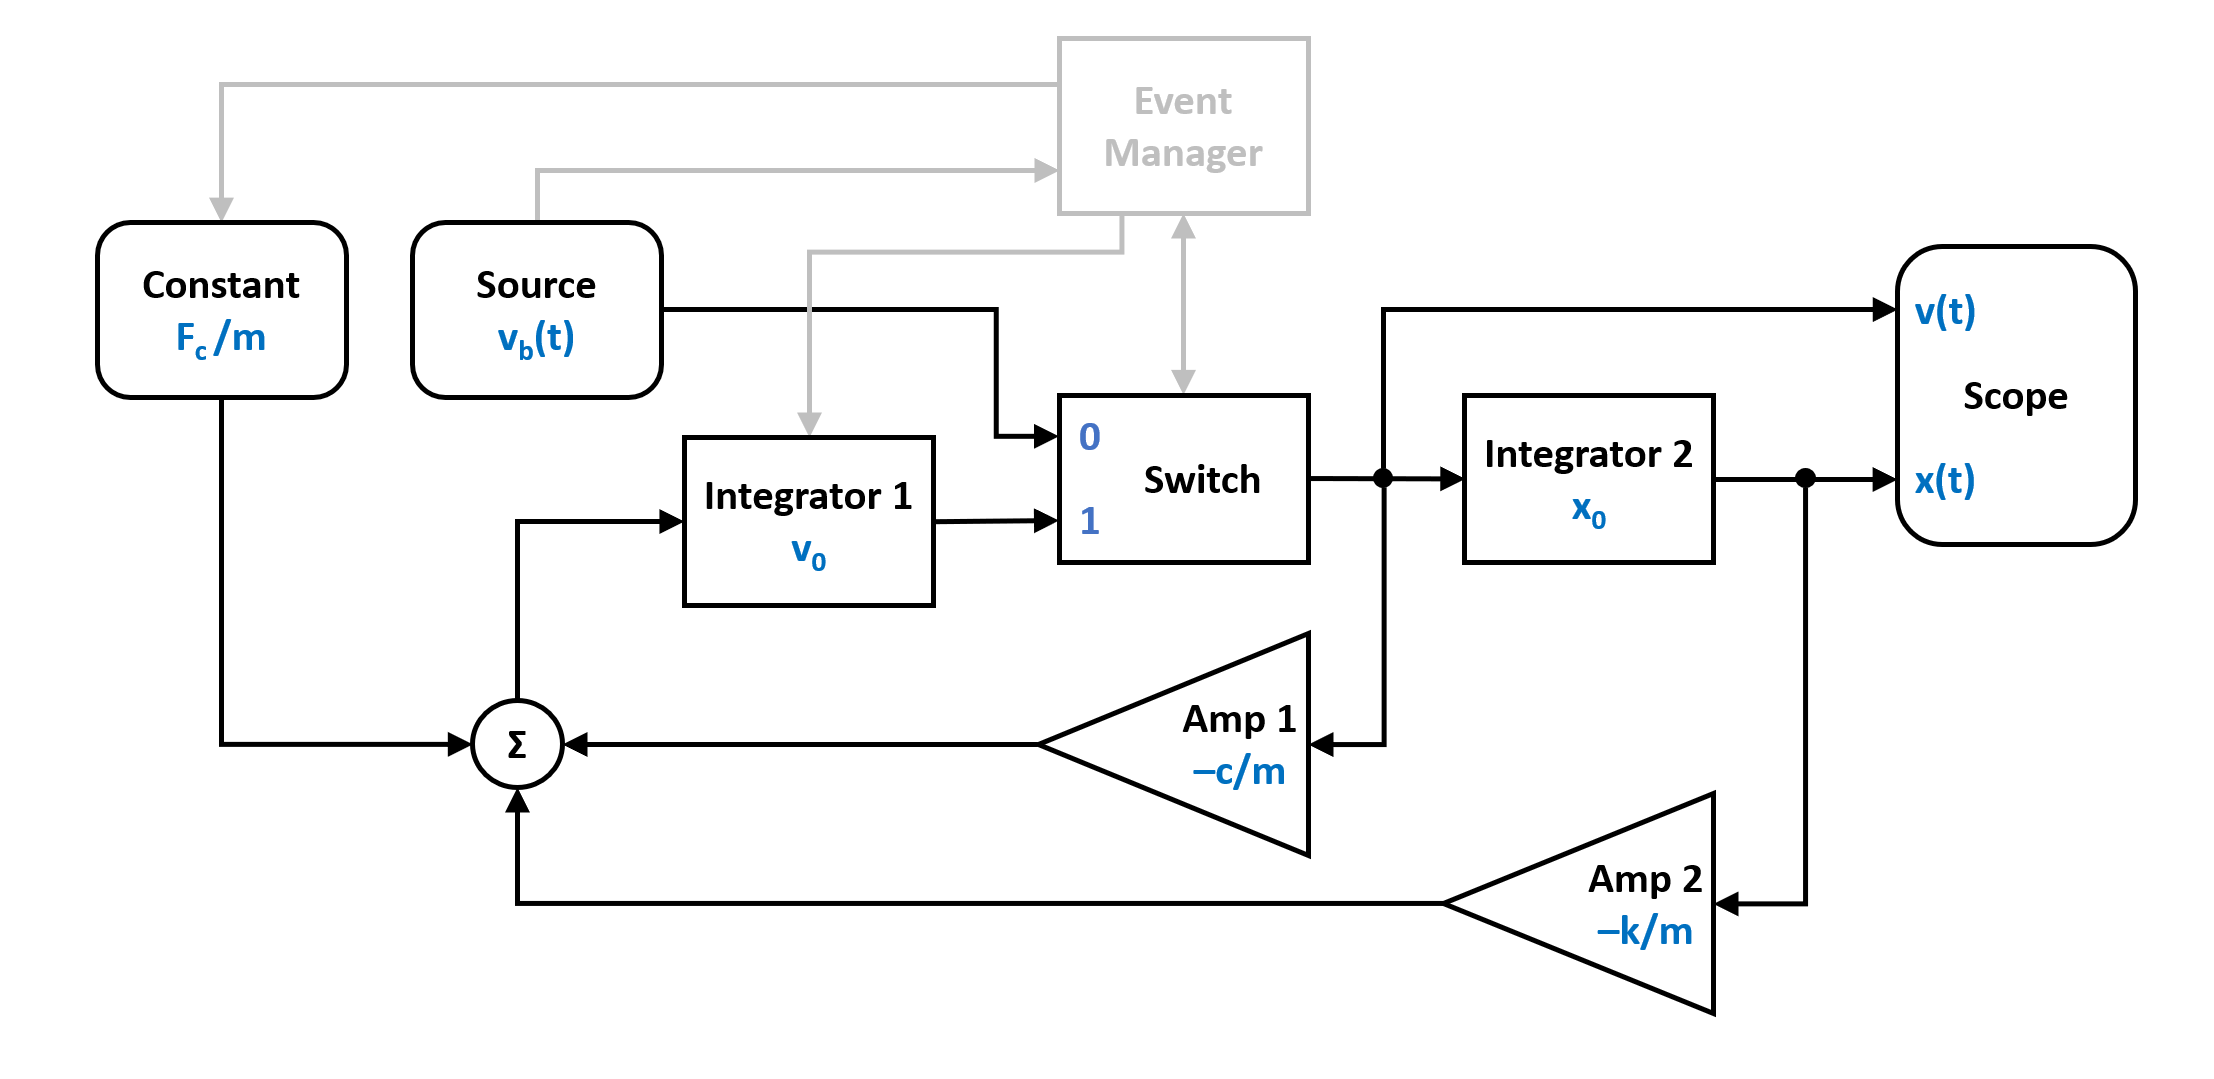 Event
Manager
Constant
F_c /m
Source
v_b(t)
v(t)
Scope
x(t)
0
Switch
1
Integrator 1
v_0
Integrator 2
x_0
Σ
Amp 1
–c/m
Amp 2
–k/m